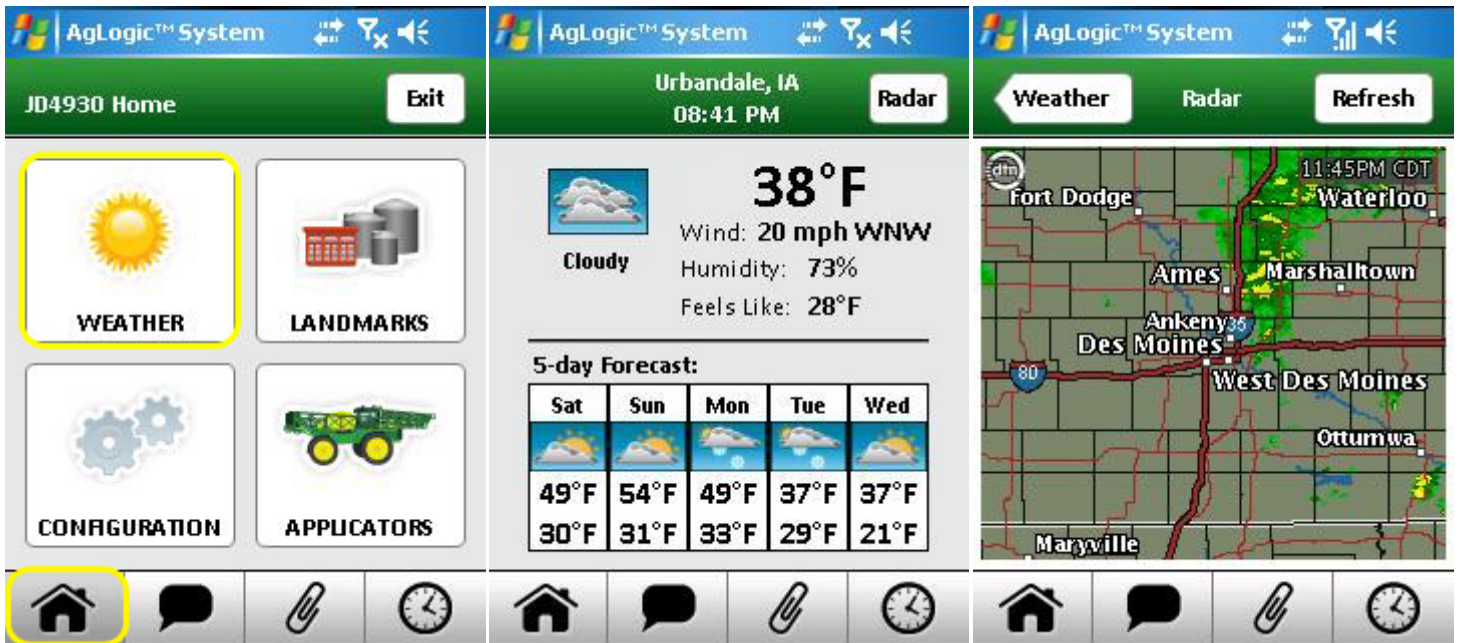 AgLogic™ System
JD4930 Home
Exit
WEATHER
LANDMARKS
CONFIGURATION
APPLICATORS
AgLogic™ System
Urbandale, IA
08:41 PM
Radar
38°F
Wind: 20 mph WNW
Cloudy
Humidity: 73%
Feels Like: 28°F
5-day Forecast:
Sat Sun Mon Tue Wed
49°F 54°F 49°F 37°F 37°F
30°F 31°F 33°F 29°F 21°F
AgLogic™ System
Weather
Radar
Refresh
dtn
11:45PM CDT
Fort Dodge
Waterloo
Ames
Marshalltown
Ankeny
35
Des Moines
80
West Des Moines
Ottumwa
Maryville